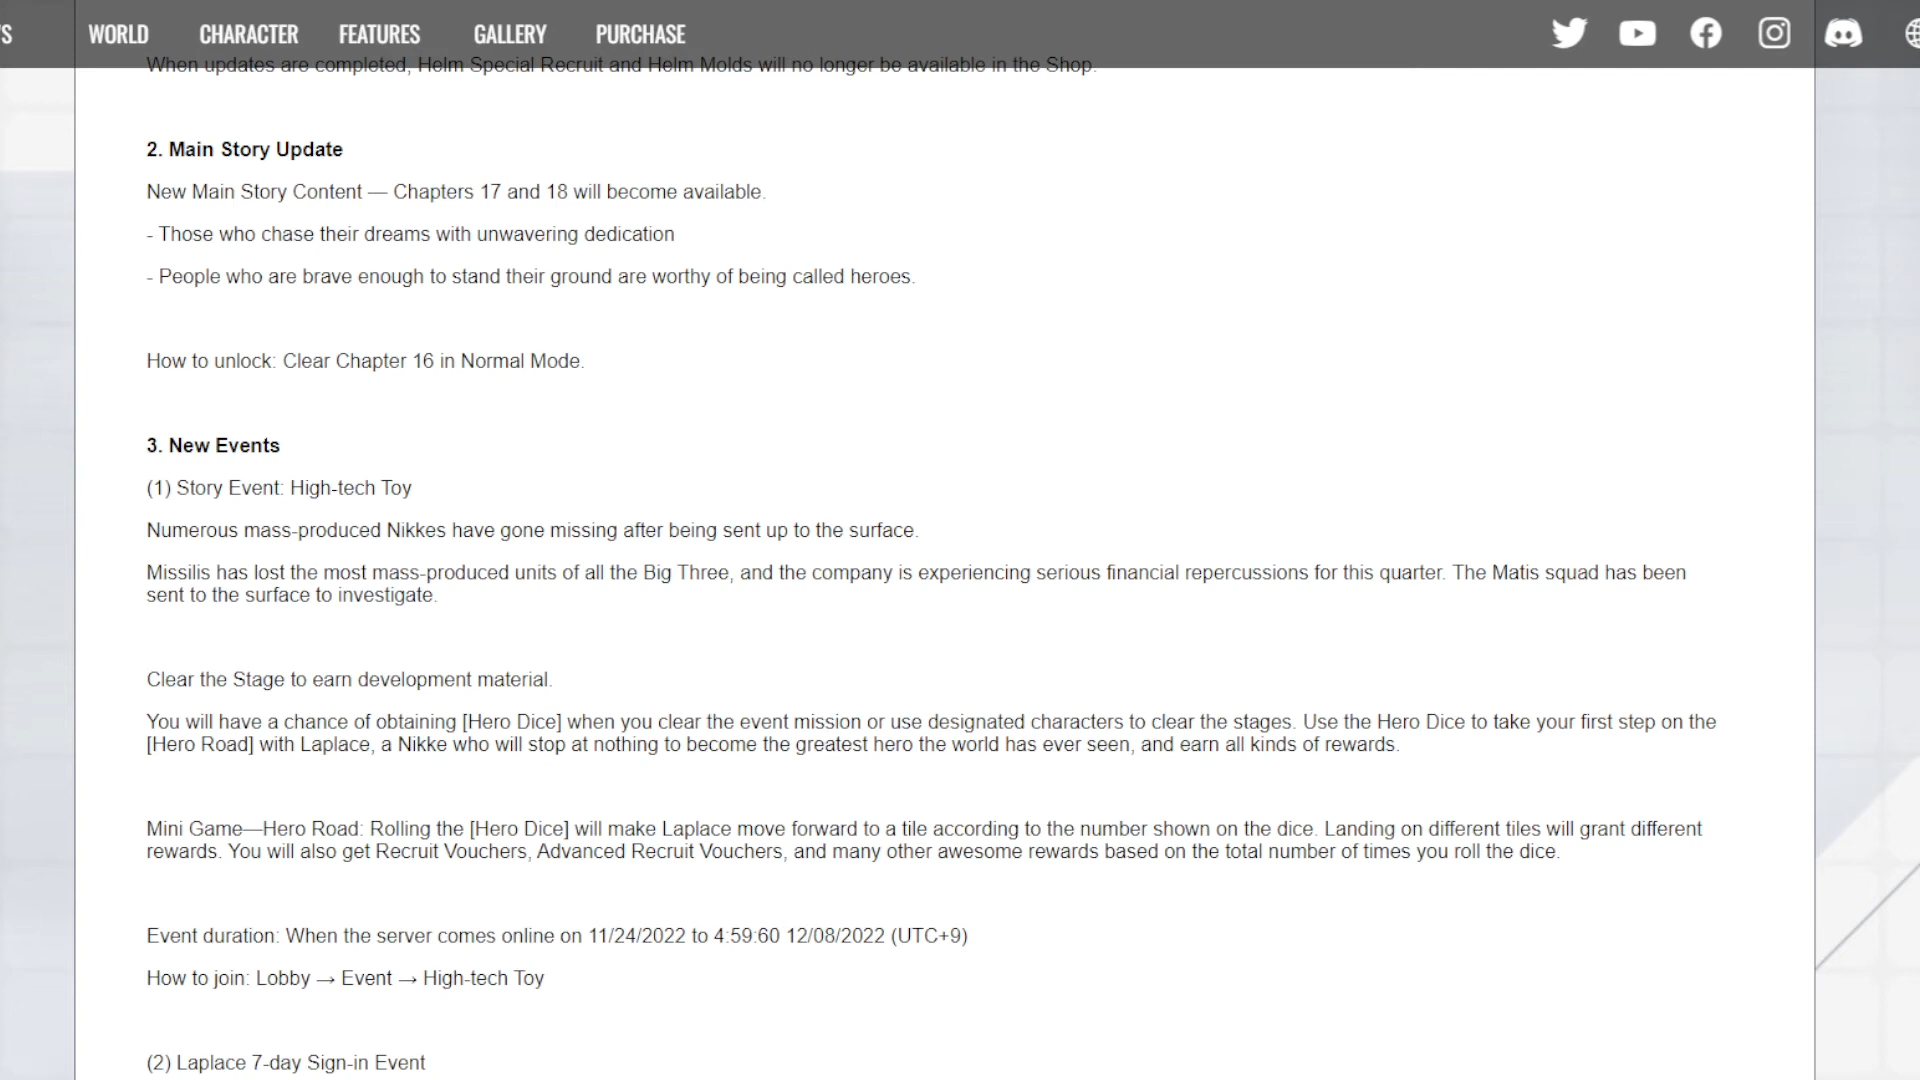 'S WORLD CHARACTER FEATURES GALLERY PURCHASE
When updates are completed, Helm Special Recruit and Helm Molds will no longer be available in the Shop.
2. Main Story Update
New Main Story Content — Chapters 17 and 18 will become available.
- Those who chase their dreams with unwavering dedication
- People who are brave enough to stand their ground are worthy of being called heroes.
How to unlock: Clear Chapter 16 in Normal Mode.
3. New Events
(1) Story Event: High-tech Toy
Numerous mass-produced Nikkes have gone missing after being sent up to the surface.
Missilis has lost the most mass-produced units of all the Big Three, and the company is experiencing serious financial repercussions for this quarter. The Matis squad has been
sent to the surface to investigate.
Clear the Stage to earn development material.
You will have a chance of obtaining [Hero Dice] when you clear the event mission or use designated characters to clear the stages. Use the Hero Dice to take your first step on the
[Hero Road] with Laplace, a Nikke who will stop at nothing to become the greatest hero the world has ever seen, and earn all kinds of rewards.
Mini Game—Hero Road: Rolling the [Hero Dice] will make Laplace move forward to a tile according to the number shown on the dice. Landing on different tiles will grant different
rewards. You will also get Recruit Vouchers, Advanced Recruit Vouchers, and many other awesome rewards based on the total number of times you roll the dice.
Event duration: When the server comes online on 11/24/2022 to 4:59:60 12/08/2022 (UTC+9)
How to join: Lobby → Event → High-tech Toy
(2) Laplace 7-day Sign-in Event